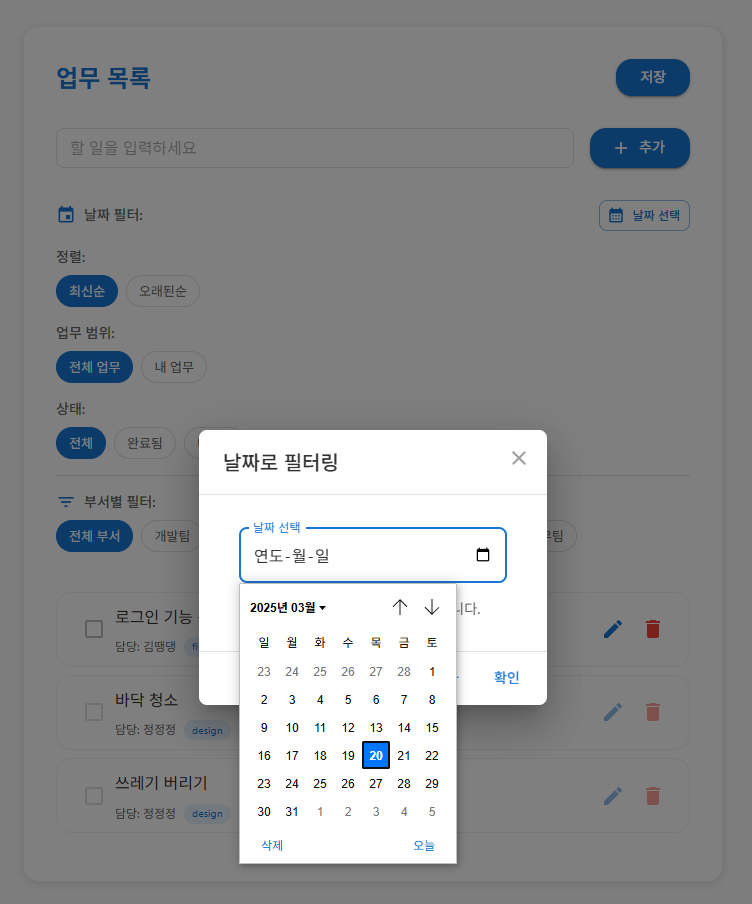 업무 목록
저장
할 일을 입력하세요
+ 추가
날짜 필터:
날짜 선택
정렬:
최신순
오래된순
업무 범위:
전체 업무
내 업무
상태:
전체
완료됨
날짜로 필터링
부서별 필터:
전체 부서
개발팀
날짜 선택
연도-월-일
니다.
확인
2025년 03월
일 월 화 수 목 금 토
23 24 25 26 27 28 1
2 3 4 5 6 7 8
9 10 11 12 13 14 15
16 17 18 19 20 21 22
23 24 25 26 27 28 29
30 31 1 2 3 4 5
삭제
오늘
로그인 기능
담당: 김땡댕
바닥 청소
담당: 정정정
design
쓰레기 버리기
담당: 정정정
design